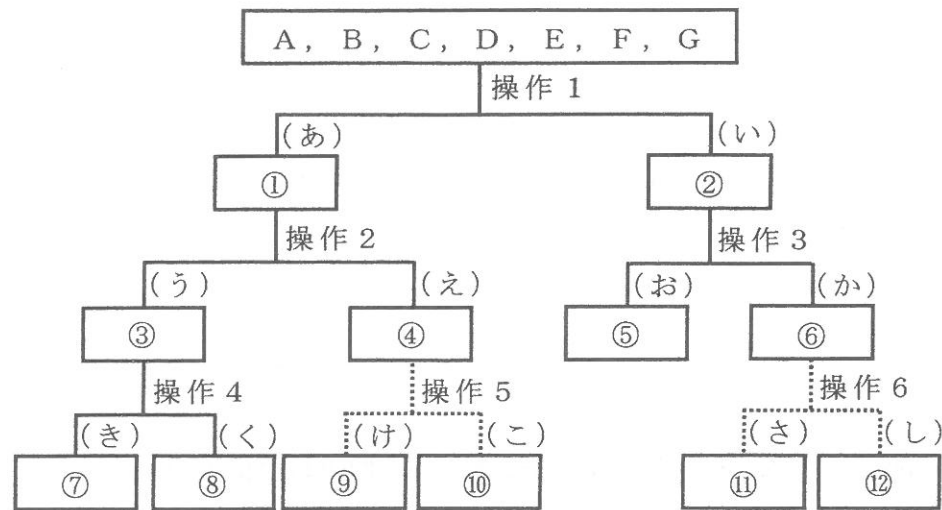 A, B, C, D, E, F, G
操作 1
(あ) (い)
① ②
操作 2 操作 3
(う) (え) (お) (か)
③ ④ ⑤ ⑥
操作 4 操作 5 操作 6
(き) (く) (け) (こ) (さ) (し)
⑦ ⑧ ⑨ ⑩ ⑪ ⑫